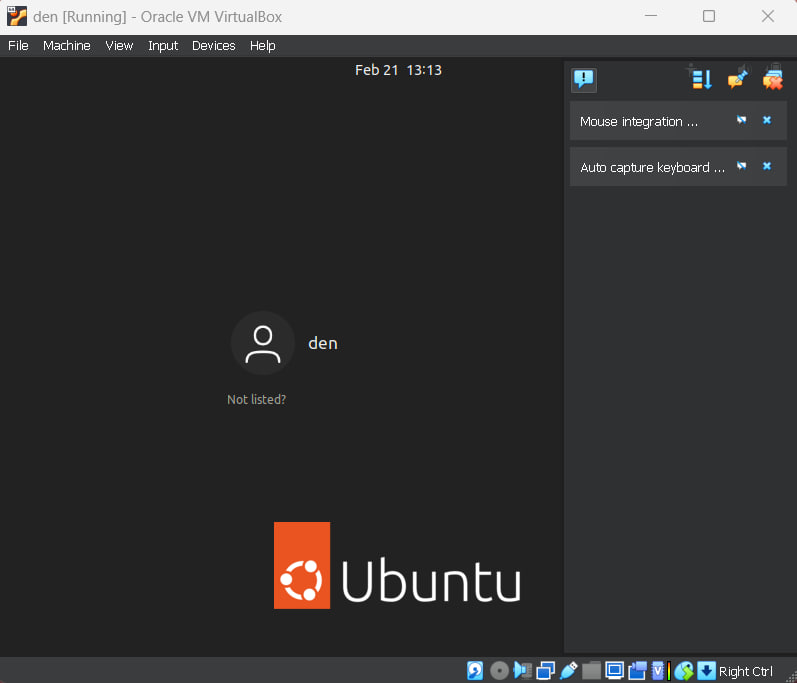 den [Running] - Oracle VM VirtualBox
File Machine View Input Devices Help
Feb 21 13:13
Mouse integration ...
Auto capture keyboard ...
den
Not listed?
Ubuntu
Right Ctrl